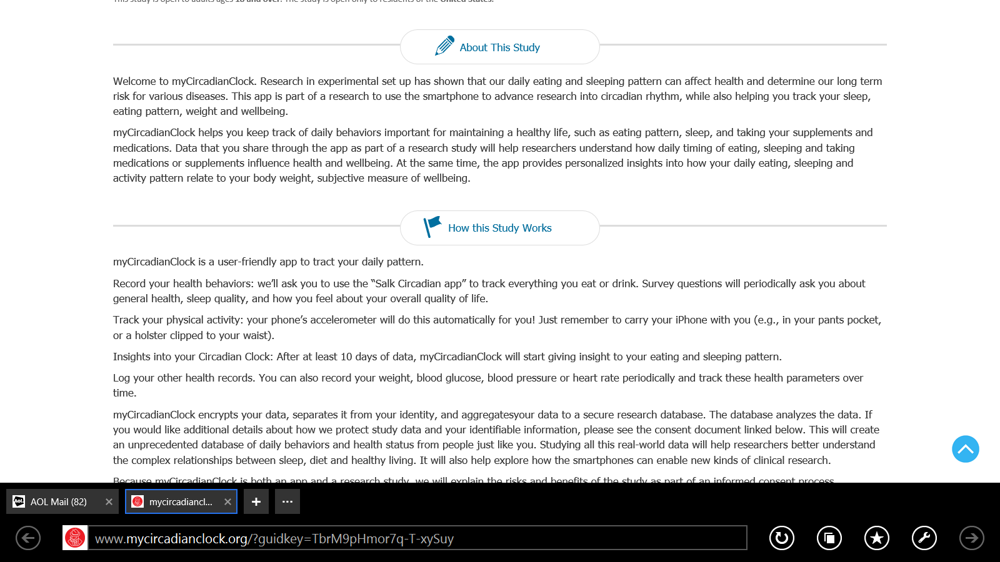 This study is open to adults ages 18 and over. The study is open only to residents of the United States.
About This Study
Welcome to myCircadianClock. Research in experimental set up has shown that our daily eating and sleeping pattern can affect health and determine our long term
risk for various diseases. This app is part of a research to use the smartphone to advance research into circadian rhythm, while also helping you track your sleep,
eating pattern, weight and wellbeing.
myCircadianClock helps you keep track of daily behaviors important for maintaining a healthy life, such as eating pattern, sleep, and taking your supplements and
medications. Data that you share through the app as part of a research study will help researchers understand how daily timing of eating, sleeping and taking
medications or supplements influence health and wellbeing. At the same time, the app provides personalized insights into how your daily eating, sleeping and
activity pattern relate to your body weight, subjective measure of wellbeing.
How this Study Works
myCircadianClock is a user-friendly app to tract your daily pattern.
Record your health behaviors: we’ll ask you to use the “Salk Circadian app” to track everything you eat or drink. Survey questions will periodically ask you about
general health, sleep quality, and how you feel about your overall quality of life.
Track your physical activity: your phone’s accelerometer will do this automatically for you! Just remember to carry your iPhone with you (e.g., in your pants pocket,
or a holster clipped to your waist).
Insights into your Circadian Clock: After at least 10 days of data, myCircadianClock will start giving insight to your eating and sleeping pattern.
Log your other health records. You can also record your weight, blood glucose, blood pressure or heart rate periodically and track these health parameters over
time.
myCircadianClock encrypts your data, separates it from your identity, and aggregatesyour data to a secure research database. The database analyzes the data. If
you would like additional details about how we protect study data and your identifiable information, please see the consent document linked below. This will create
an unprecedented database of daily behaviors and health status from people just like you. Studying all this real-world data will help researchers better understand
the complex relationships between sleep, diet and healthy living. It will also help explore how the smartphones can enable new kinds of clinical research.
Because myCircadianClock is both an app and a research study, we will explain the risks and benefits of the study as part of an informed consent process.
Aol. AOL Mail (82) mycircadiancl...
www.mycircadianclock.org/?guidkey=TbrM9pHmor7q-T-xySuy